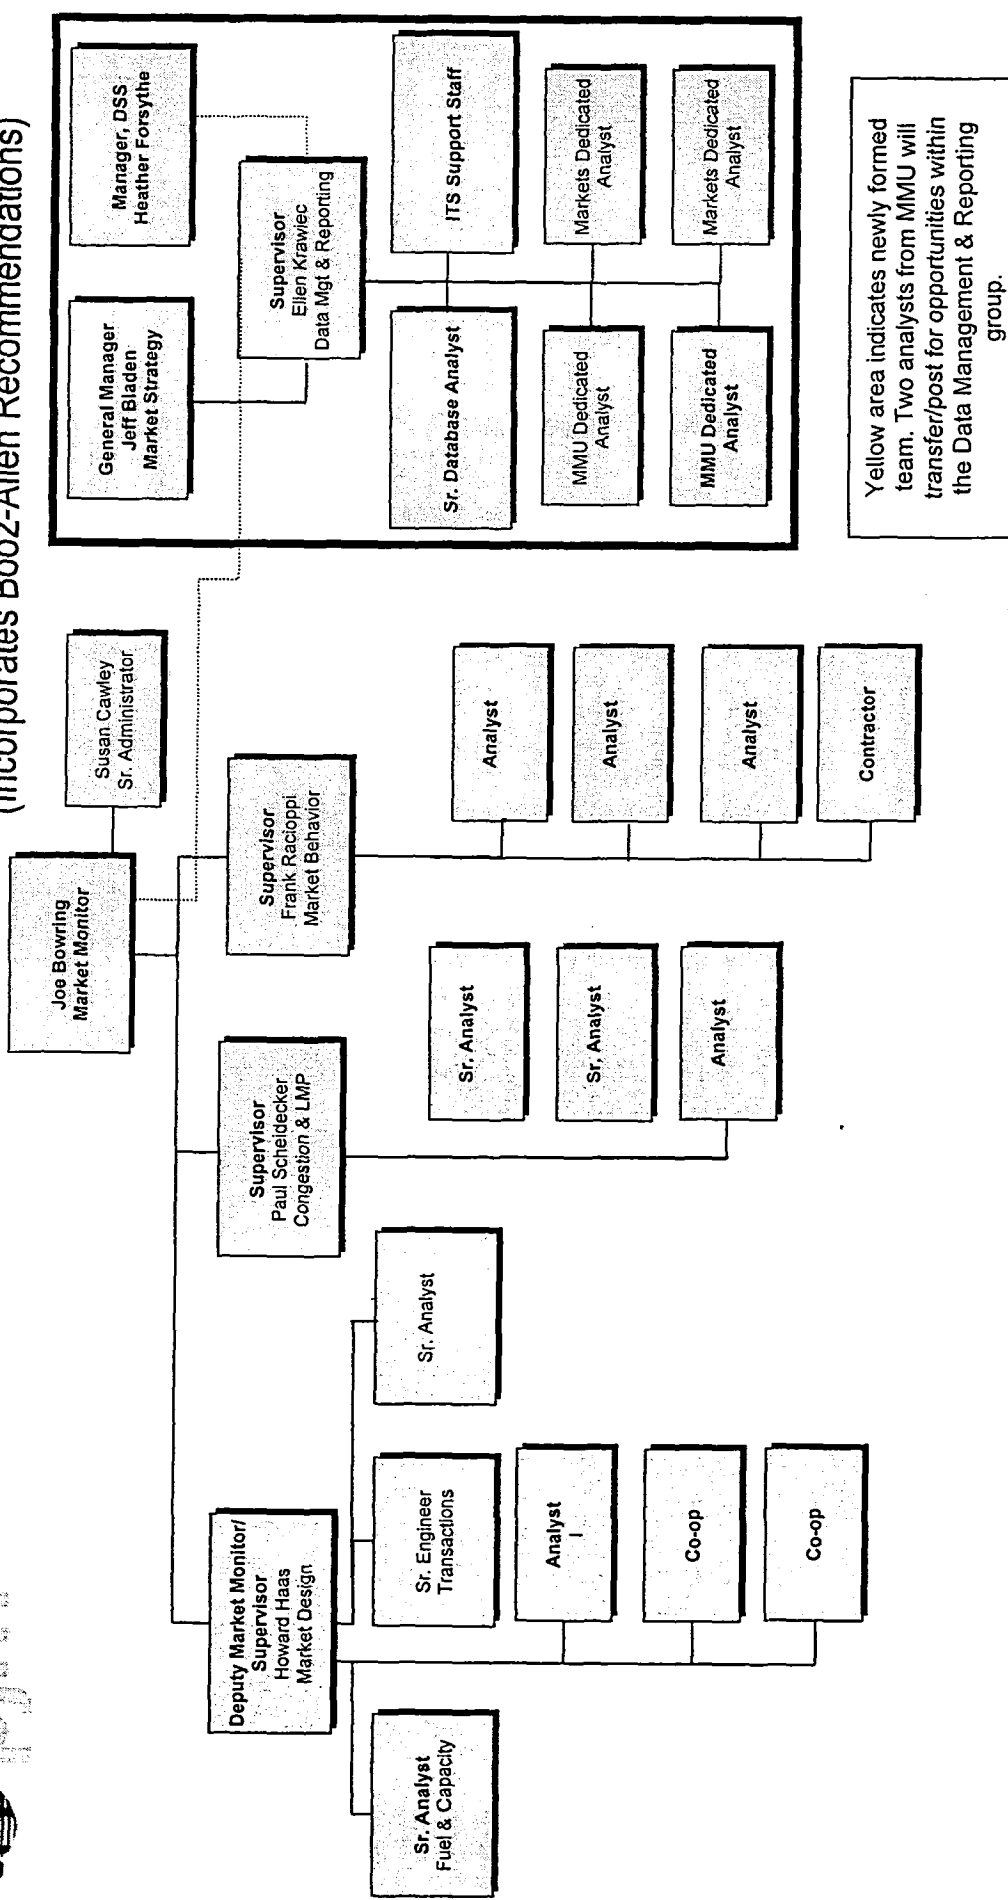 (Incorporates Booz-Allen Recommendations)
Joe Bowring
Market Monitor
Susan Cawley
Sr. Administrator
Deputy Market Monitor/
Supervisor
Howard Haas
Market Design
Supervisor
Paul Scheidecker
Congestion & LMP
Supervisor
Frank Racioppi
Market Behavior
Sr. Analyst
Fuel & Capacity
Sr. Engineer
Transactions
Sr. Analyst
Analyst
Co-op
Co-op
Sr. Analyst
Sr. Analyst
Analyst
Analyst
Analyst
Analyst
Contractor
General Manager
Jeff Bladen
Market Strategy
Manager, DSS
Heather Forsythe
Supervisor
Ellen Krawiec
Data Mgt & Reporting
Sr. Database Analyst
ITS Support Staff
MMU Dedicated
Analyst
Markets Dedicated
Analyst
MMU Dedicated
Analyst
Markets Dedicated
Analyst
Yellow area indicates newly formed
team. Two analysts from MMU will
transfer/post for opportunities within
the Data Management & Reporting
group.